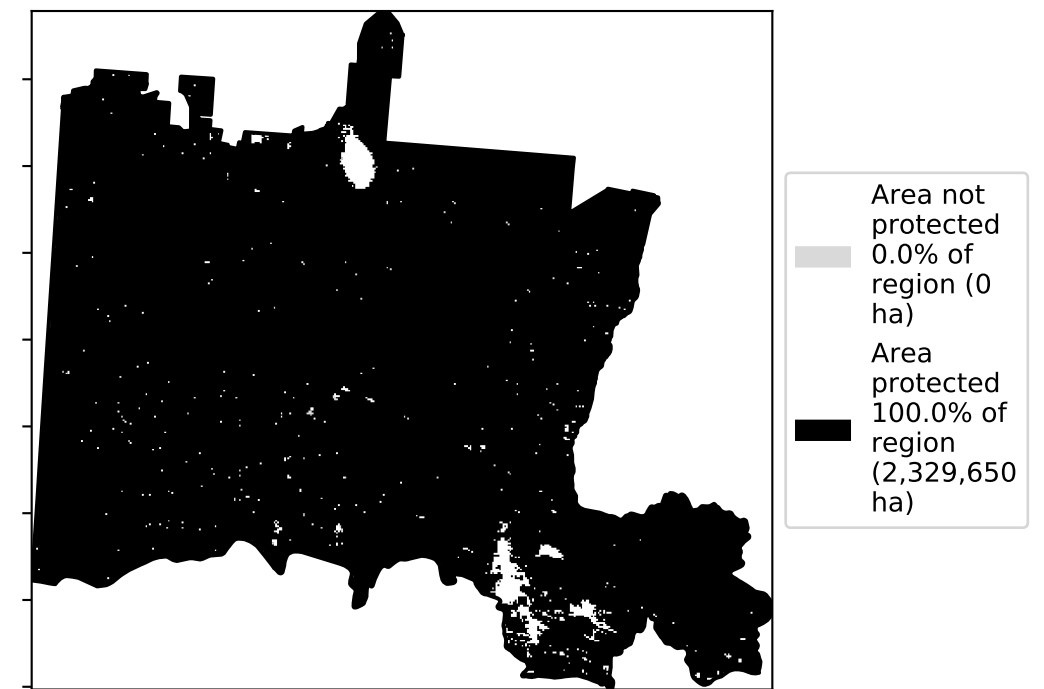 Area not
protected
0.0% of
region (0
ha)
Area
protected
100.0% of
region
(2,329,650
ha)